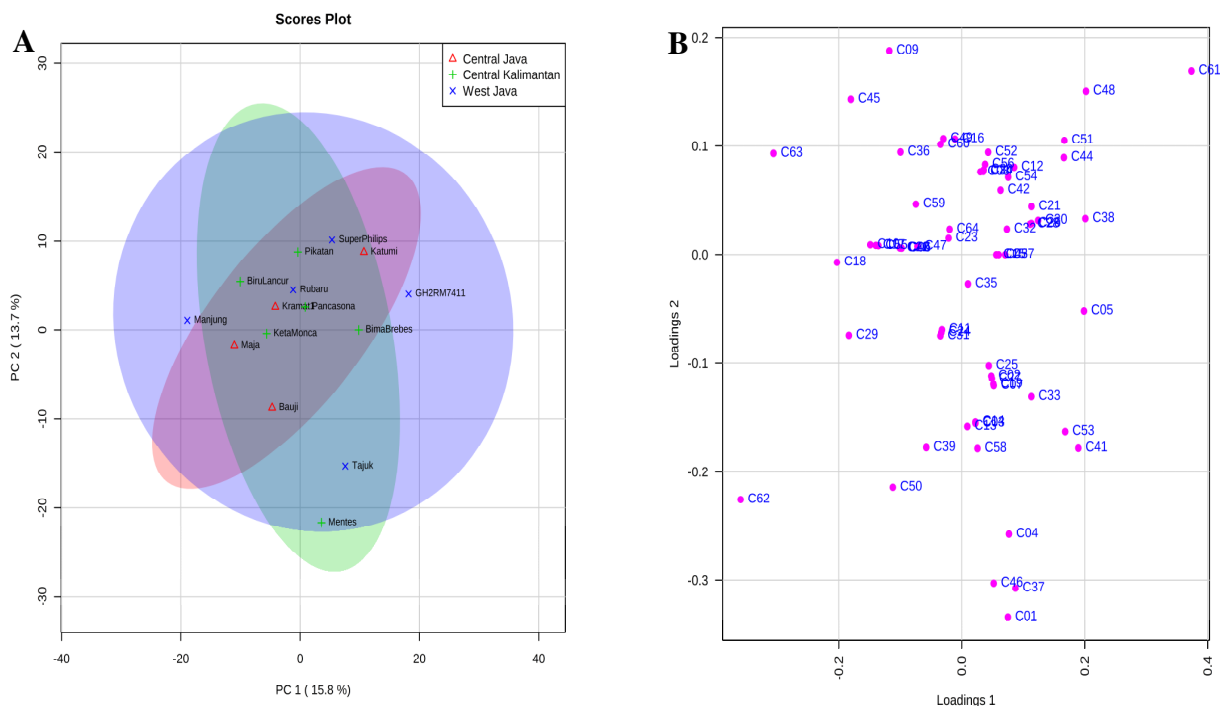 Scores Plot
A
Central Java
Central Kalimantan
West Java
SuperPhilips
Pikatan
Katumi
BiruLancur
Rubaru
GH2RM7411
Pancasona
Manjung
KetaMonca
BimaBrebes
Maja
Bauji
Tajuk
Mentes
30
20
10
0
-10
-20
-30
-40
-20
0
20
40
PC 2 ( 13.7 %)
PC 1 ( 15.8 %)
B
C09
C61
C48
C45
C16
C51
C63
C36
C52
C44
C56
C12
C54
C42
C59
C21
C38
C64
C32
C23
C47
C18
C35
C05
C11
C29
C31
C25
C33
C53
C39
C58
C41
C50
C62
C04
C46
C37
C01
0.2
0.1
0.0
-0.1
-0.2
-0.3
-0.2
0.0
0.2
0.4
Loadings 2
Loadings 1